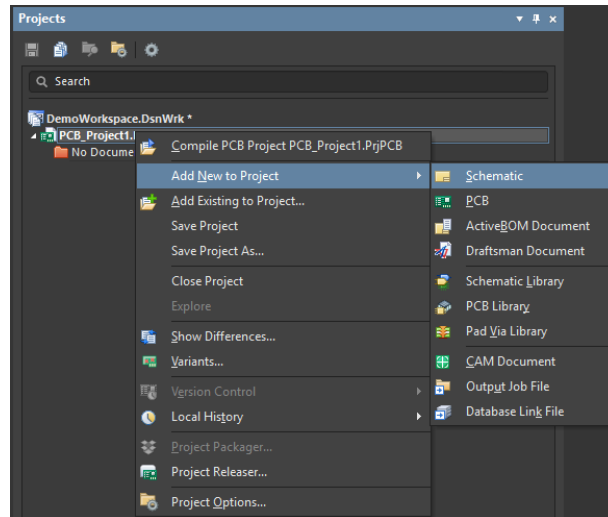 Projects
Search
DemoWorkspace.DsnWrk *
PCB_Project1.
No Docume
Compile PCB Project PCB_Project1.PrjPCB
Add New to Project
Add Existing to Project...
Save Project
Save Project As...
Close Project
Explore
Show Differences...
Variants...
Version Control
Local History
Project Packager...
Project Releaser...
Project Options...
Schematic
PCB
ActiveBOM Document
Draftsman Document
Schematic Library
PCB Library
Pad Via Library
CAM Document
Output Job File
Database Link File